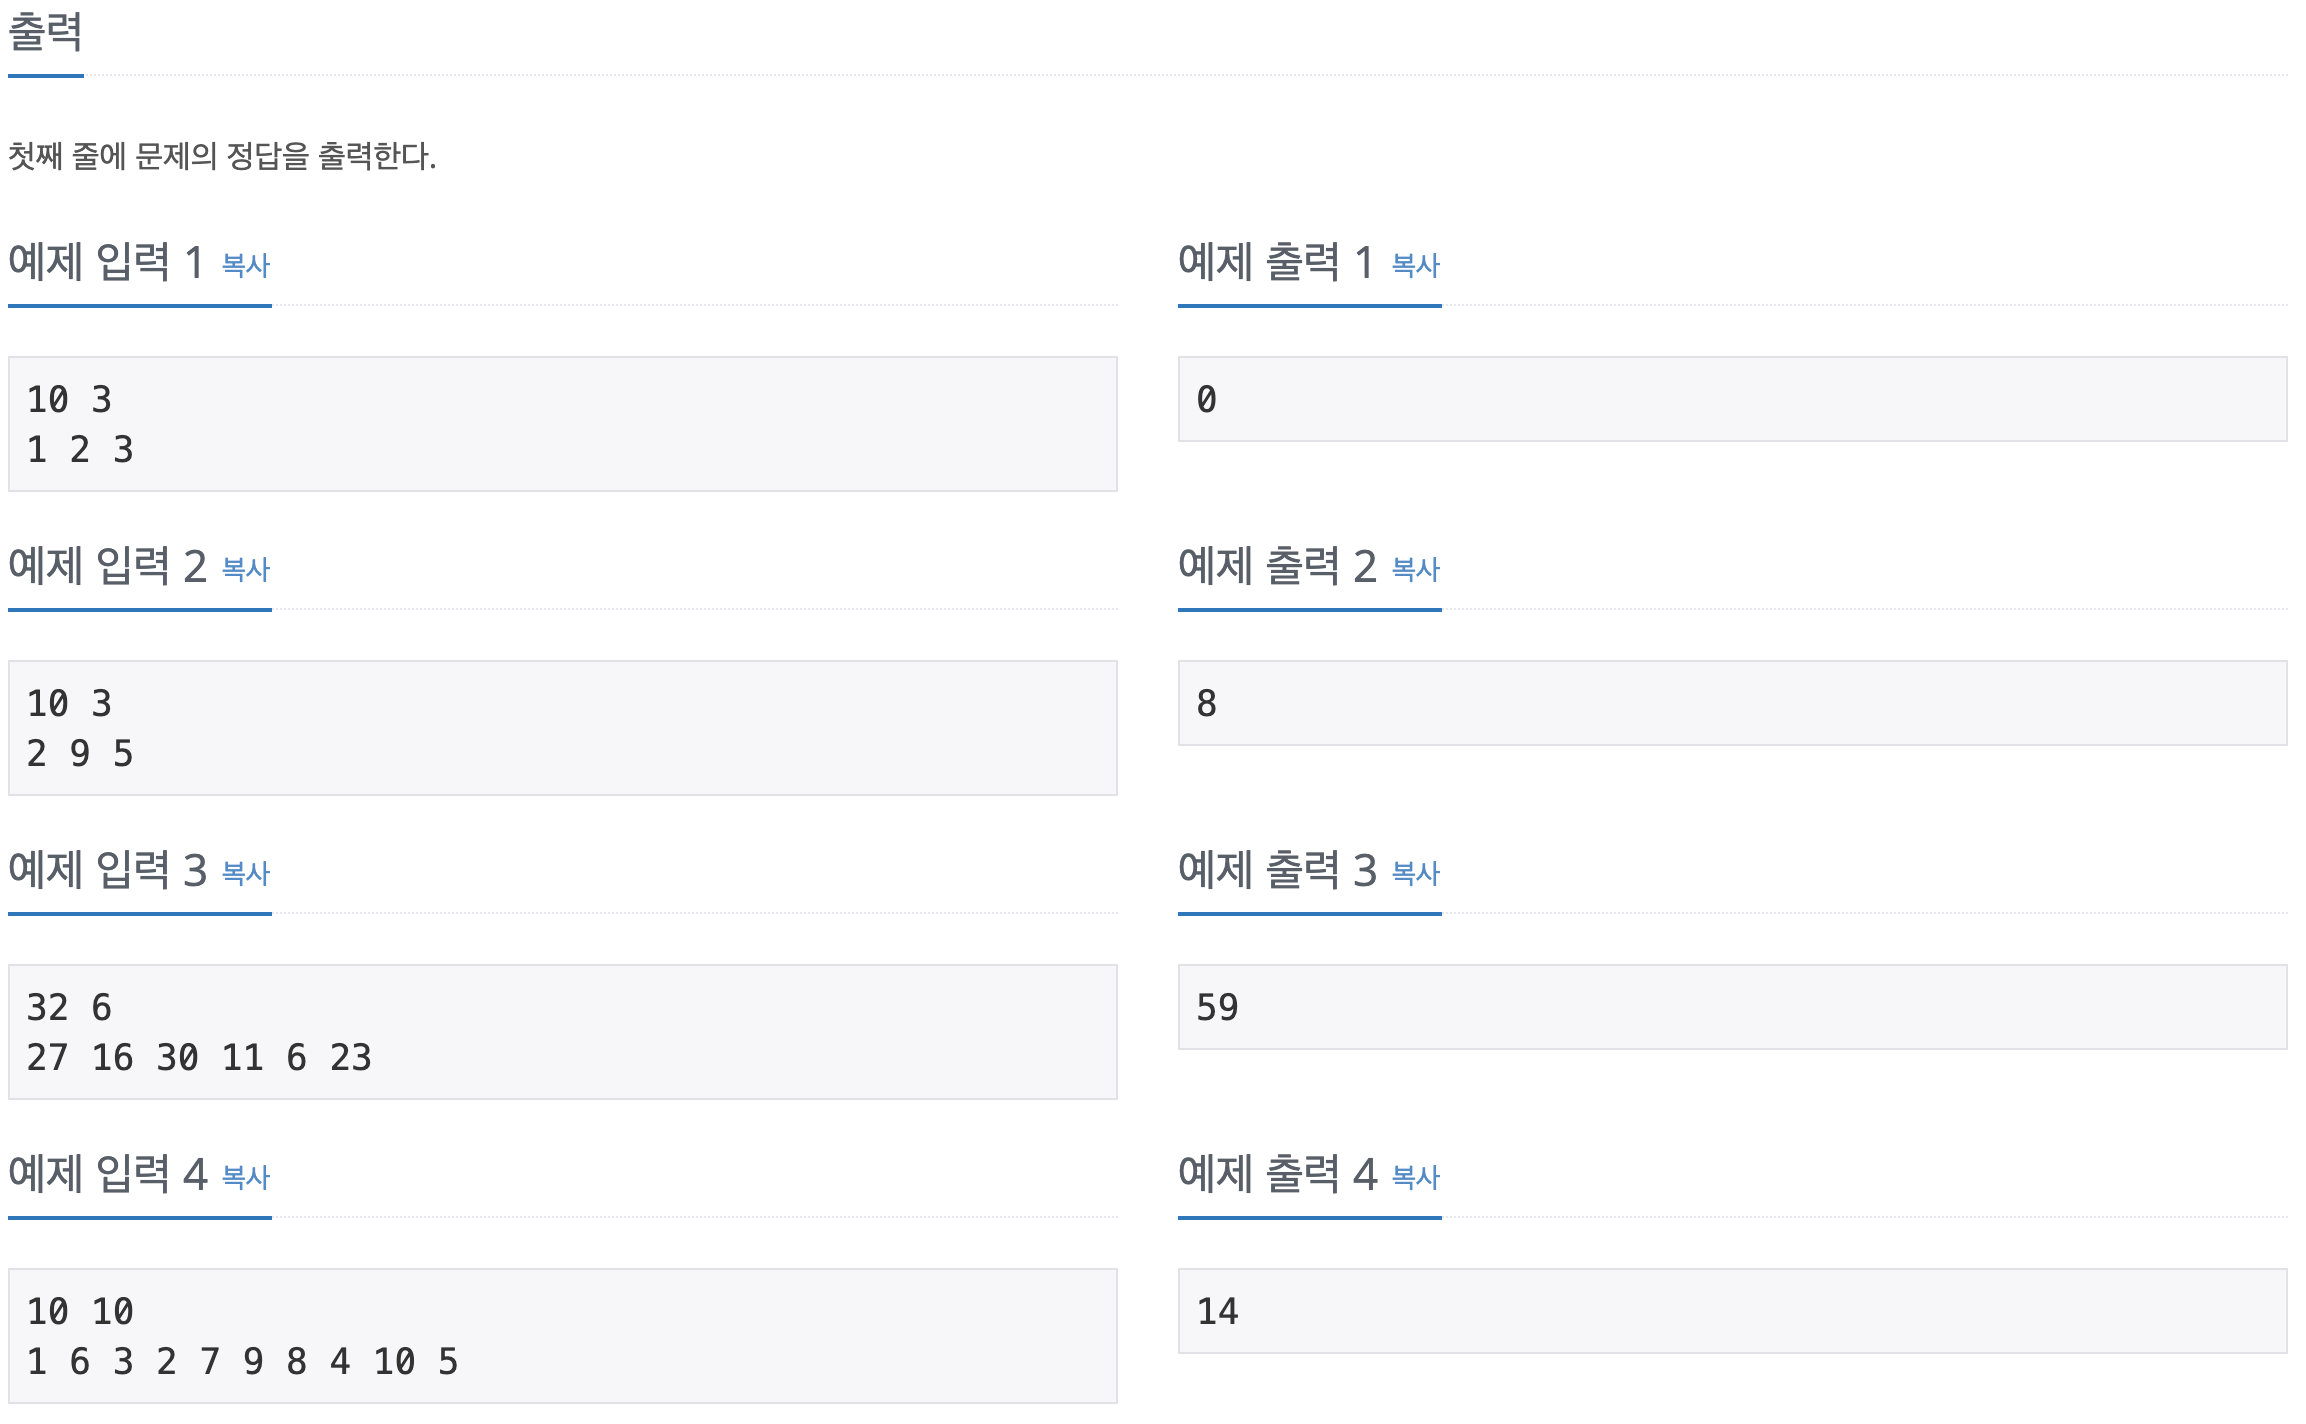 출력
첫째 줄에 문제의 정답을 출력한다.
예제 입력 1 복사
10 3
1 2 3
예제 출력 1 복사
0
예제 입력 2 복사
10 3
2 9 5
예제 출력 2 복사
8
예제 입력 3 복사
32 6
27 16 30 11 6 23
예제 출력 3 복사
59
예제 입력 4 복사
10 10
1 6 3 2 7 9 8 4 10 5
예제 출력 4 복사
14